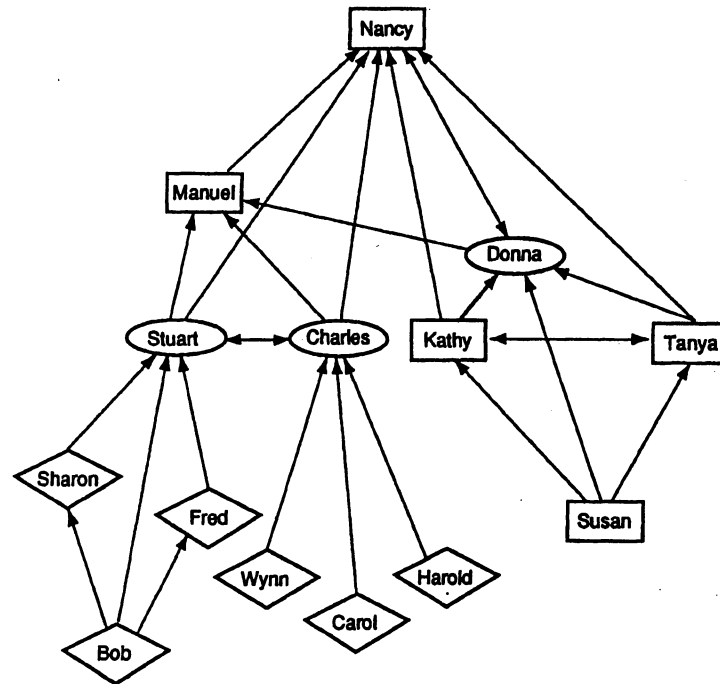 Nancy
Manuel
Donna
Stuart
Charles
Kathy
Tanya
Sharon
Fred
Susan
Wynn
Harold
Carol
Bob